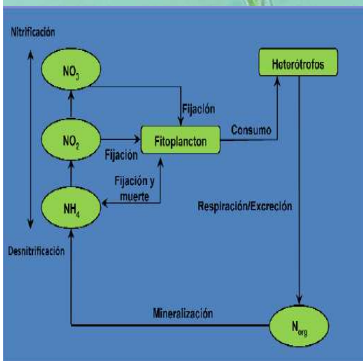 Nitrificación
NO3
Heterótrofos
Fijación
NO2
Fitoplancton
Consumo
Fijación
Fijación y
muerte
NH4
Respiración/Excreción
Desnitrificación
Mineralización
Norg